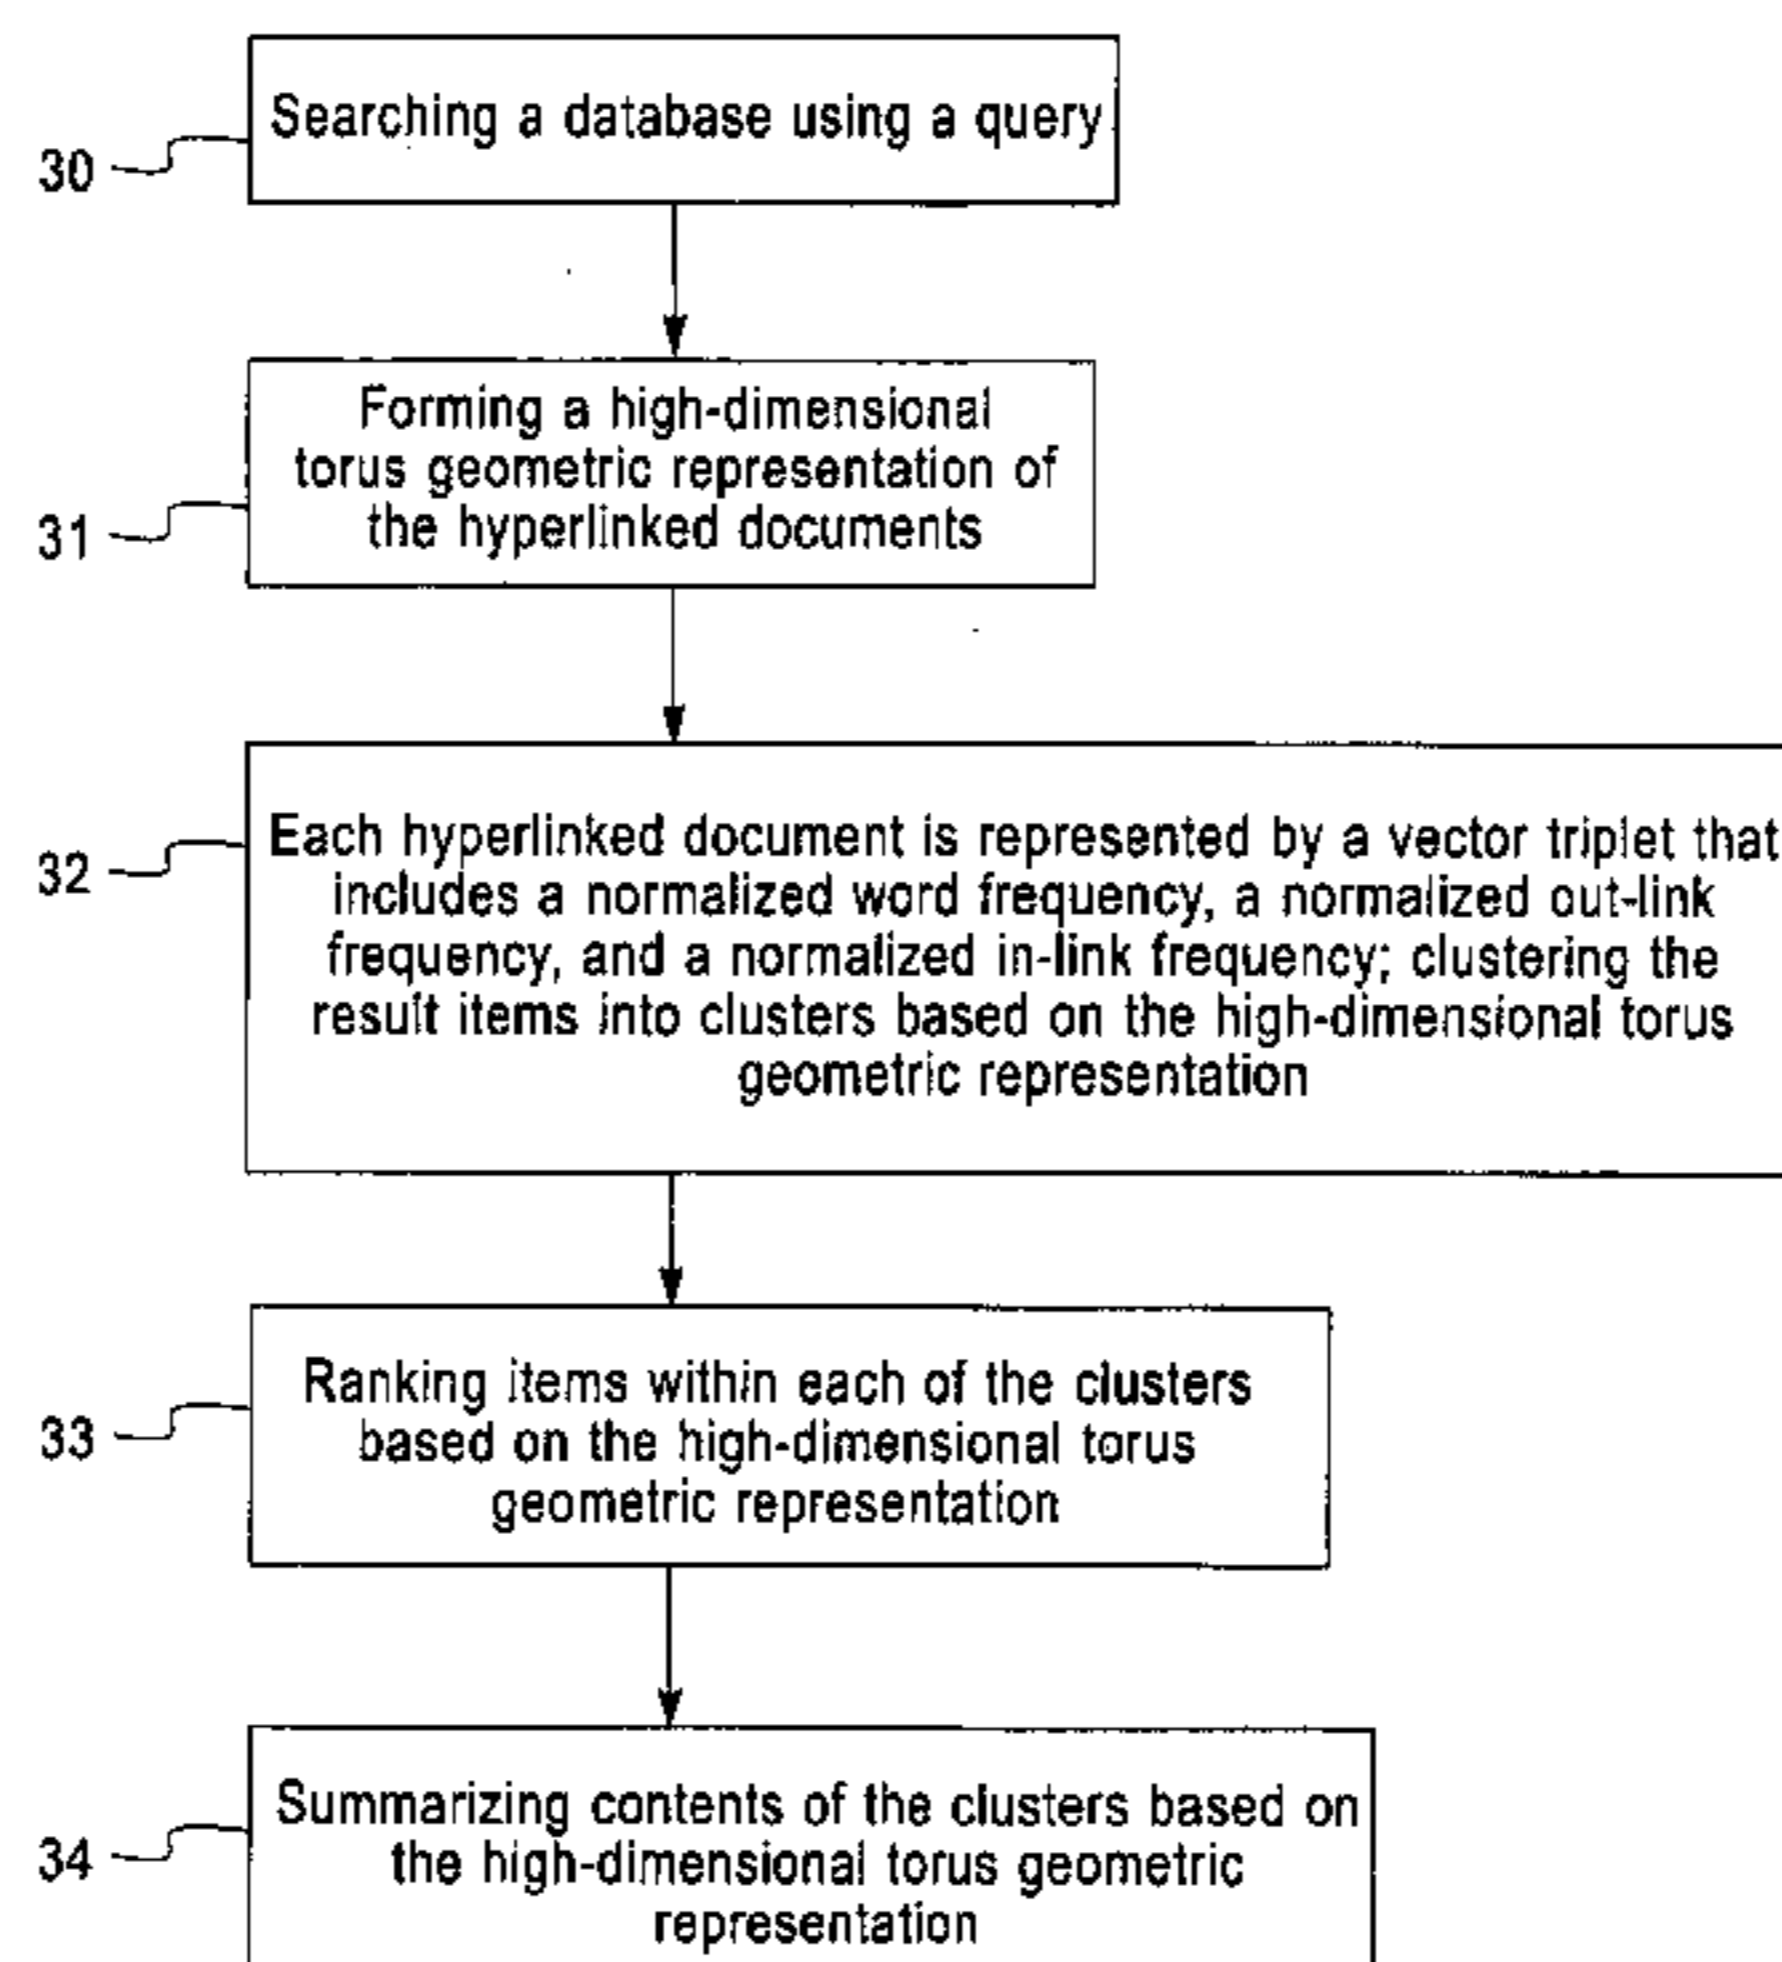 Searching a database using a query
30
Forming a high-dimensional
torus geometric representation of
the hyperlinked documents
31
Each hyperlinked document is represented by a vector triplet that
includes a normalized word frequency, a normalized out-link
frequency, and a normalized in-link frequency; clustering the
result items into clusters based on the high-dimensional torus
geometric representation
32
Ranking items within each of the clusters
based on the high-dimensional torus
geometric representation
33
Summarizing contents of the clusters based on
the high-dimensional torus geometric
representation
34